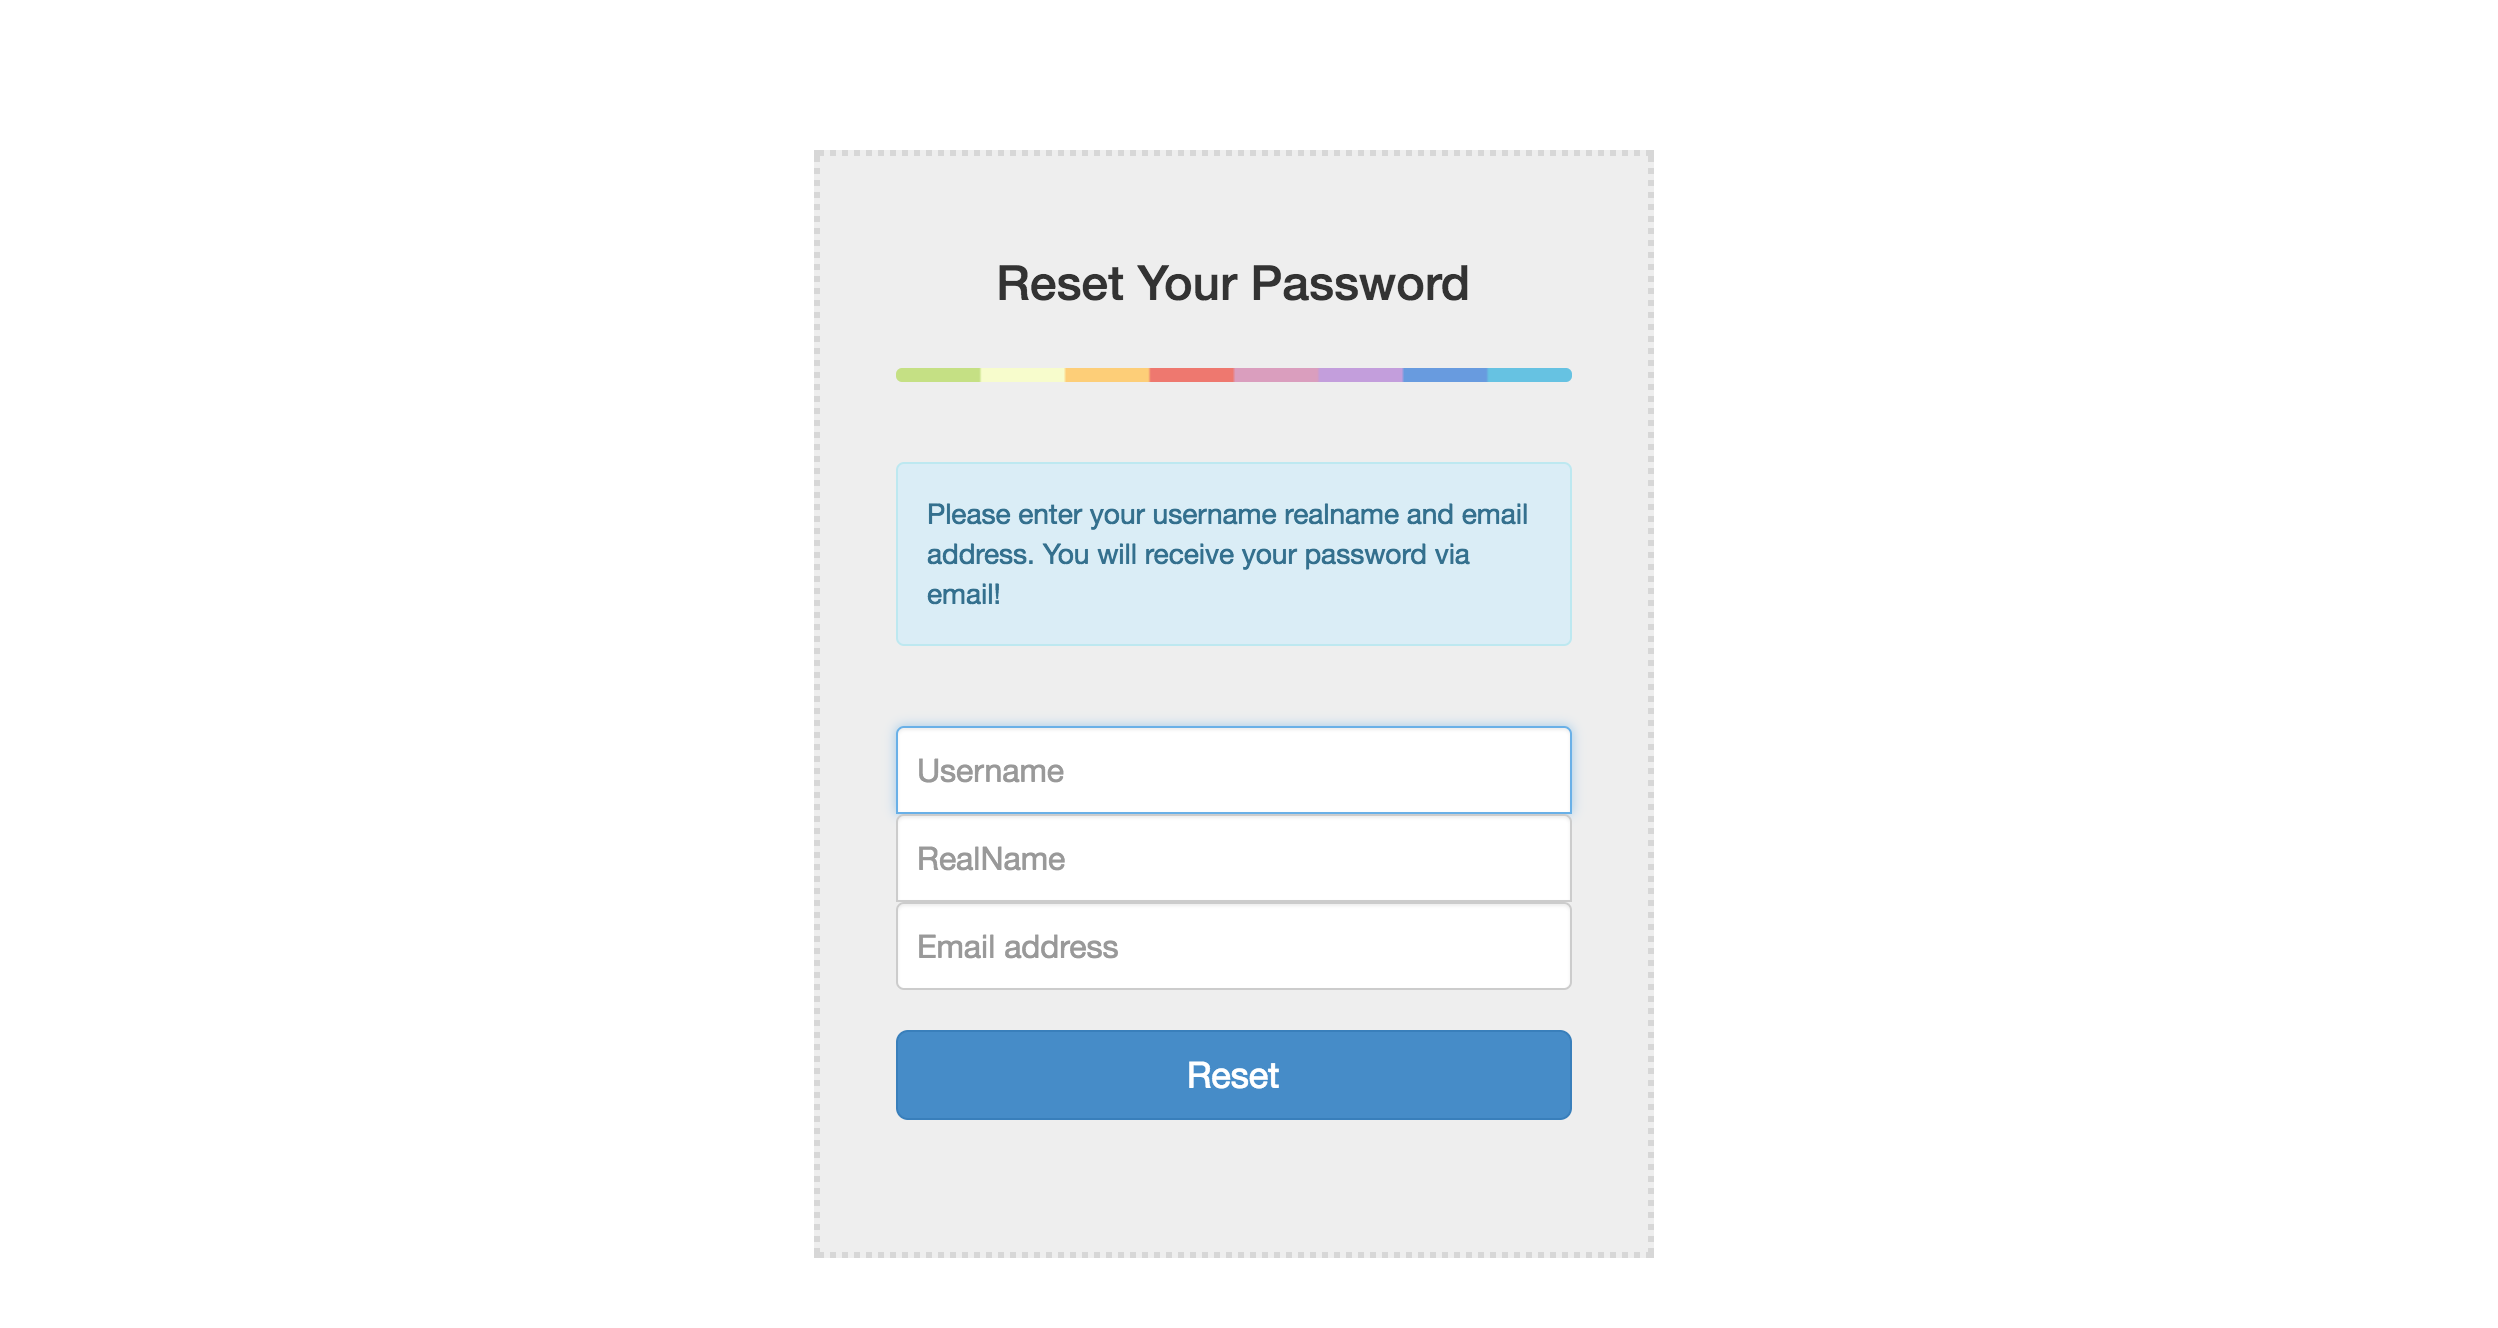 Reset Your Password
Please enter your username realname and email
address. You will receive your password via
email!
Username
RealName
Email address
Reset